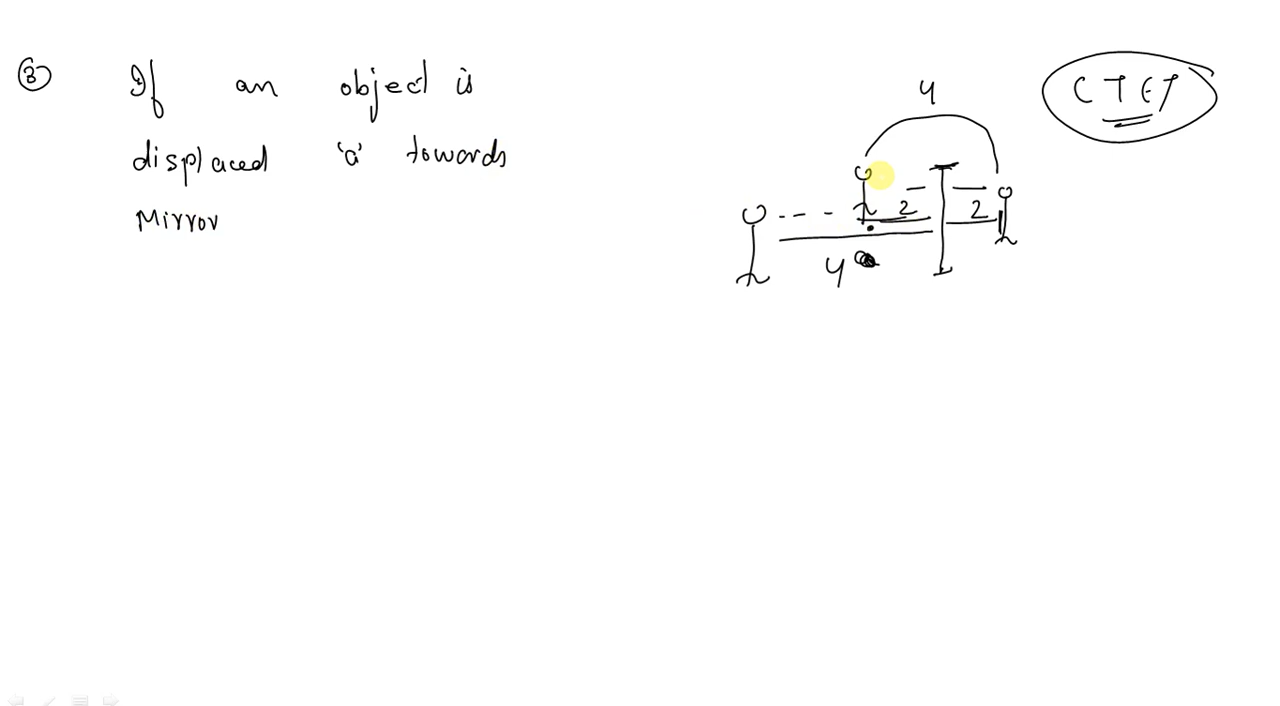 3 If an object is
displaced 'a' towards
Mirror
4
CTET
2 2
4